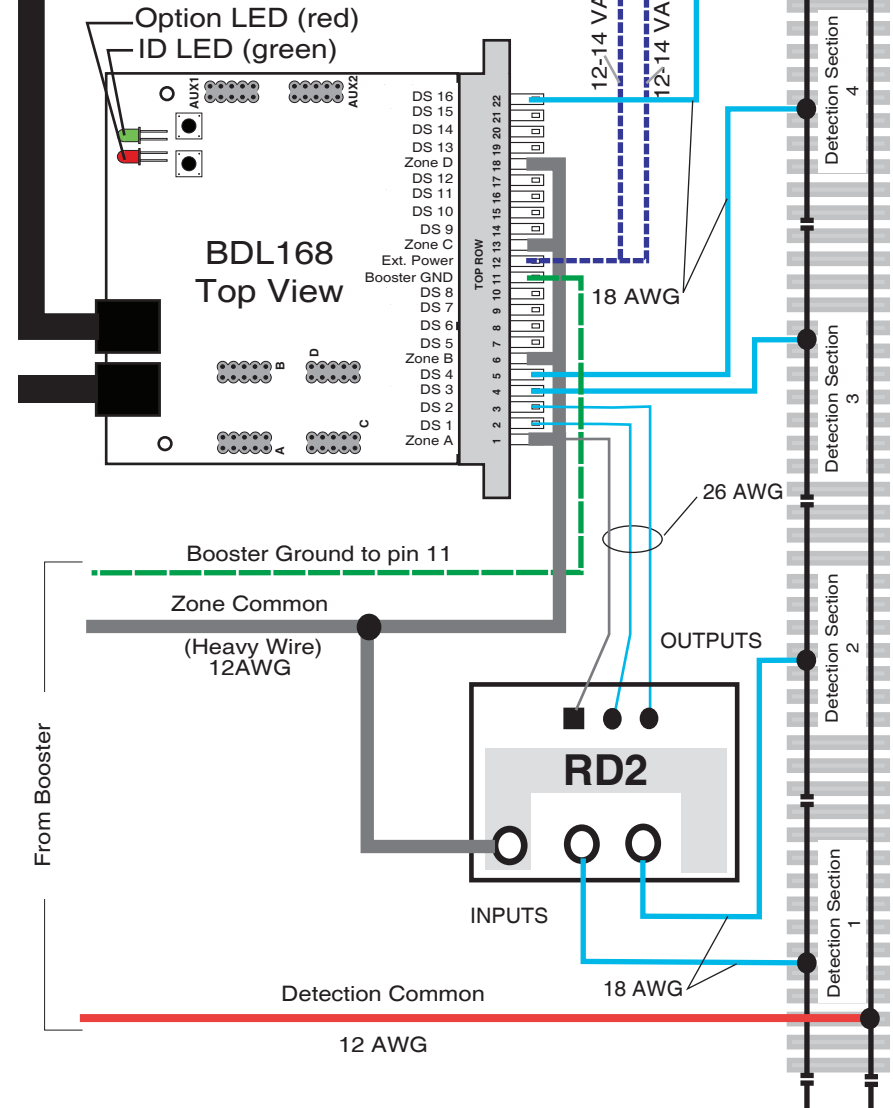 Option LED (red)
ID LED (green)
AUX1
AUX2
12-14 VA
12-14 VA
DS 16
DS 15
DS 14
DS 13
Zone D
DS 12
DS 11
DS 10
DS 9
Zone C
Ext. Power
Booster GND
DS 8
DS 7
DS 6
DS 5
Zone B
DS 4
DS 3
DS 2
DS 1
Zone A
TOP ROW
22
21
20
19
18
17
16
15
14
13
12
11
10
9
8
7
6
5
4
3
2
1
BDL168
Top View
B
D
A
C
18 AWG
Detection Section
4
Detection Section
3
26 AWG
Booster Ground to pin 11
Zone Common
(Heavy Wire)
12AWG
OUTPUTS
Detection Section
2
RD2
From Booster
INPUTS
Detection Section
1
18 AWG
Detection Common
12 AWG